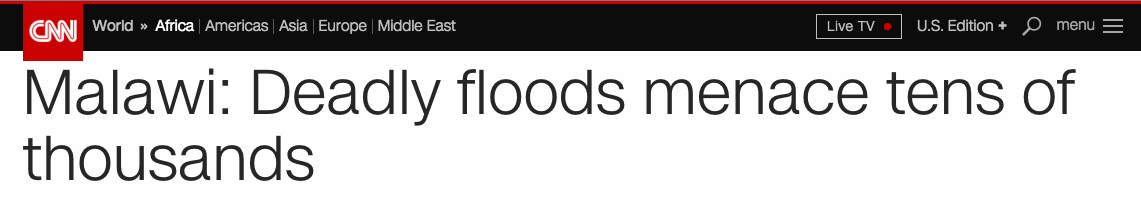 CNN World » Africa Americas Asia Europe Middle East Live TV U.S. Edition + menu
Malawi: Deadly floods menace tens of
thousands